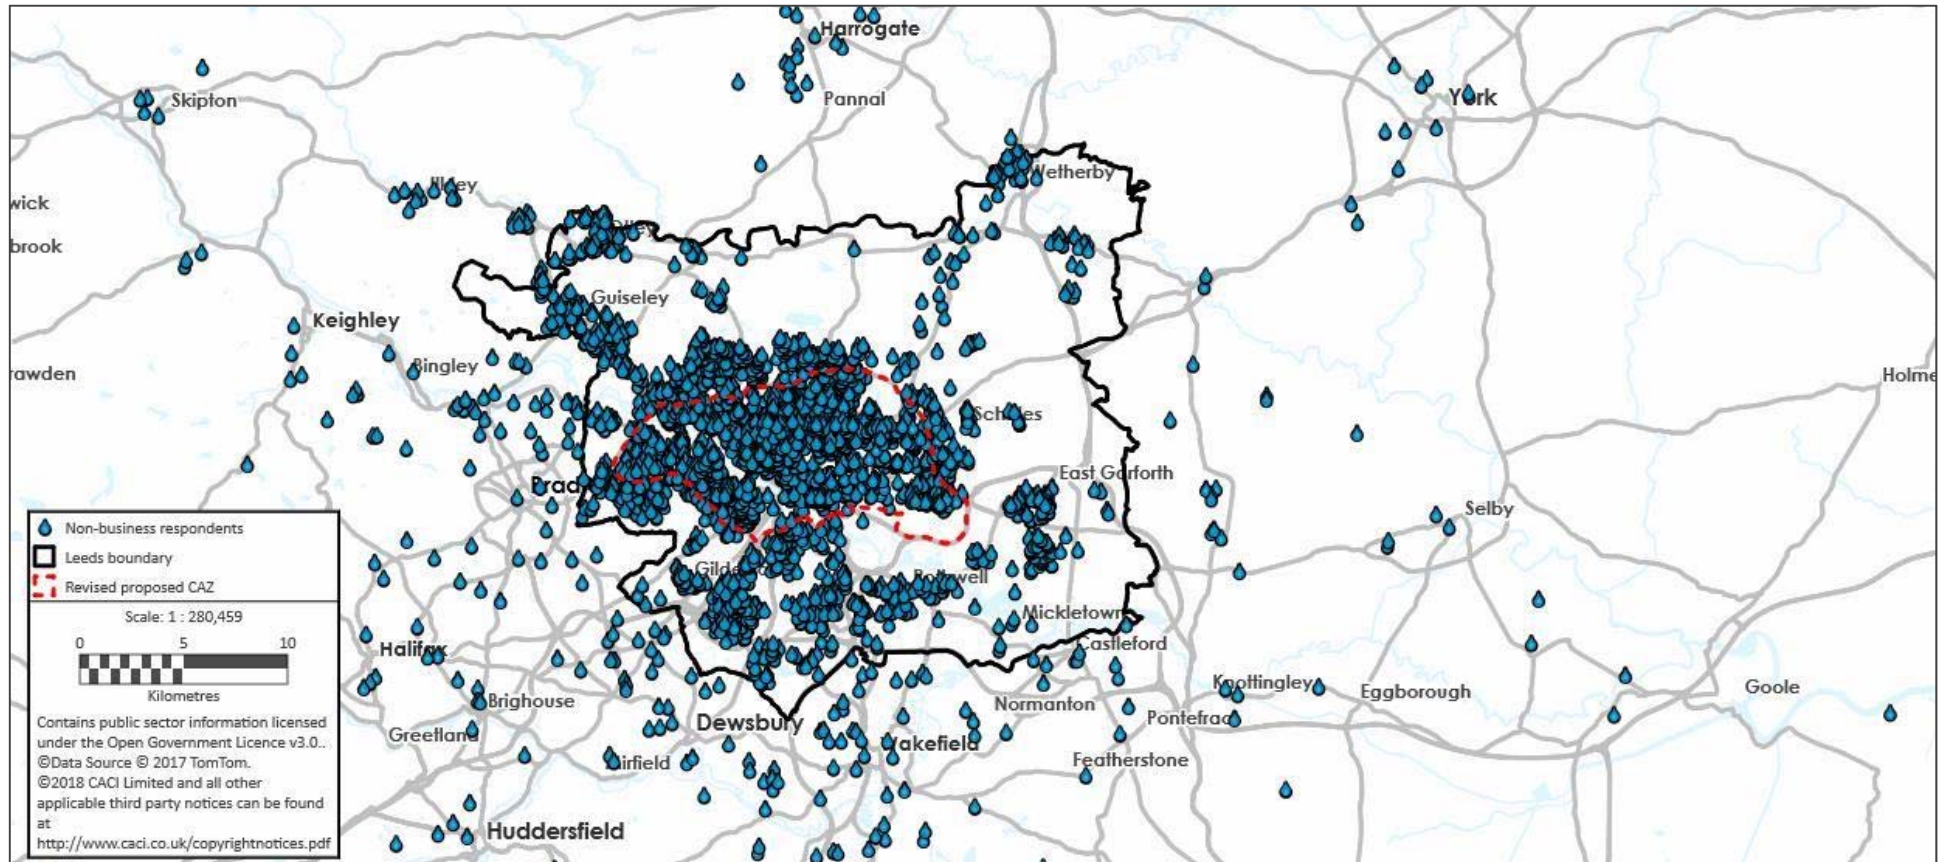 Harrogate
York
Skipton
Pannal
Wetherby
wick
brook
Guiseley
Keighley
Bingley
rawden
Holme
East Garforth
Selby
Non-business respondents
Leeds boundary
Revised proposed CAZ
Scale: 1 : 280,459
0 5 10
Kilometres
Contains public sector information licensed
under the Open Government Licence v3.0..
©Data Source © 2017 TomTom.
©2018 CACI Limited and all other
applicable third party notices can be found
at
http://www.caci.co.uk/copyrightnotices.pdf
Mickletown
Castleford
Halifax
Knottingley
Eggborough
Goole
Brighouse
Normanton
Pontefrac
Dewsbury
Greetland
Wakefield
Featherstone
Huddersfield